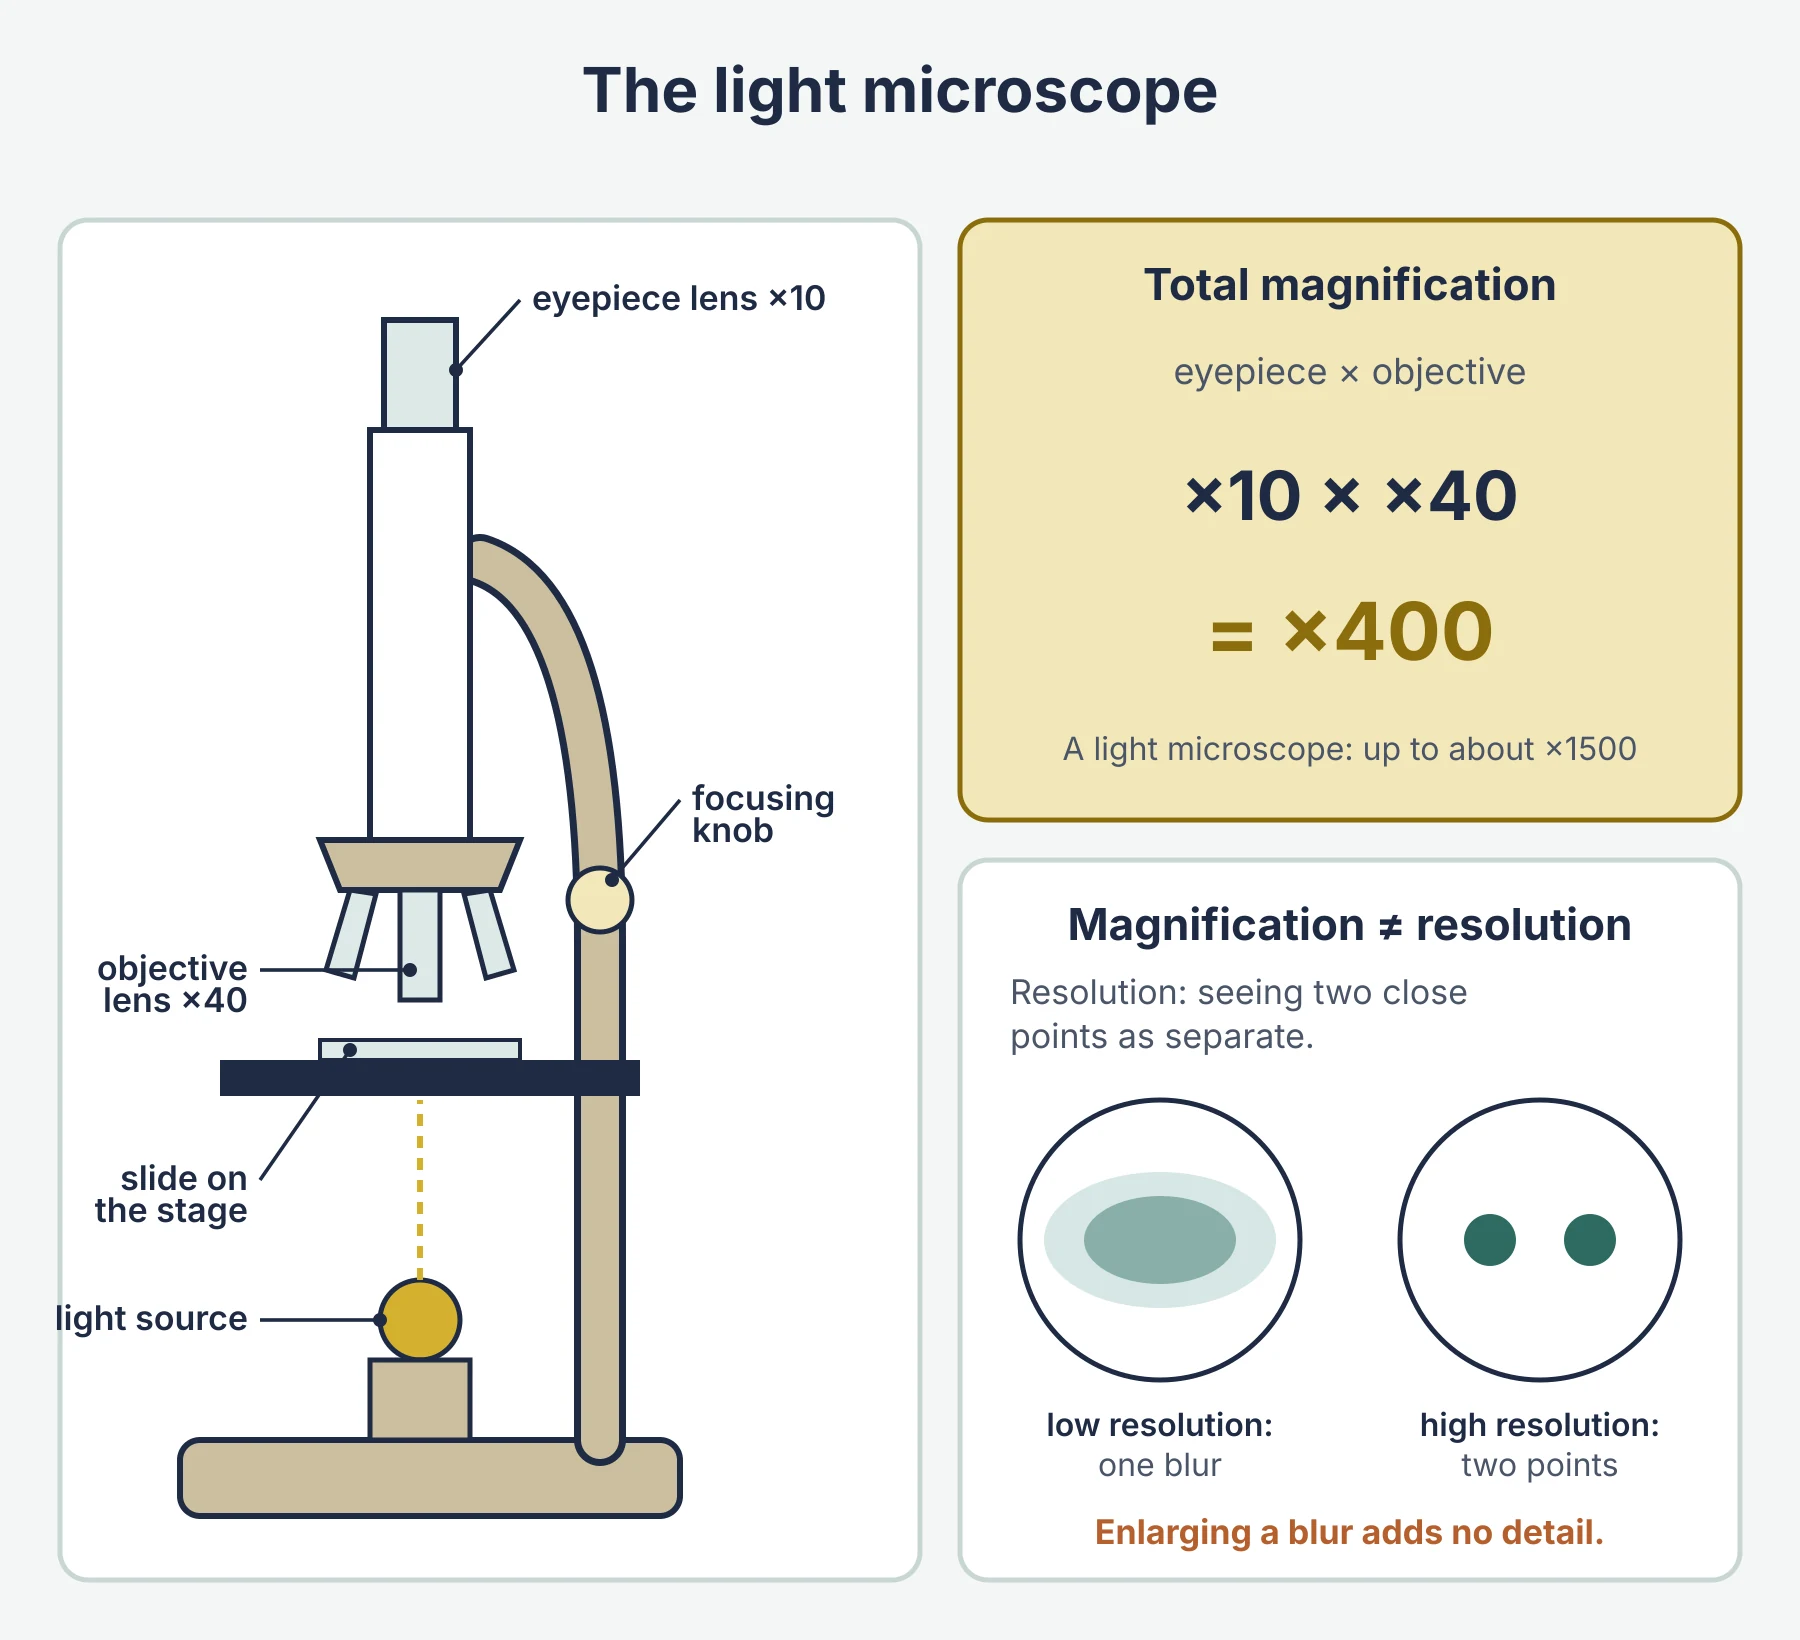 The light microscope
eyepiece lens ×10
focusing
knob
objective
lens ×40
slide on
the stage
light source
Total magnification
eyepiece × objective
×10 × ×40
= ×400
A light microscope: up to about ×1500
Magnification ≠ resolution
Resolution: seeing two close
points as separate.
low resolution:
one blur
high resolution:
two points
Enlarging a blur adds no detail.